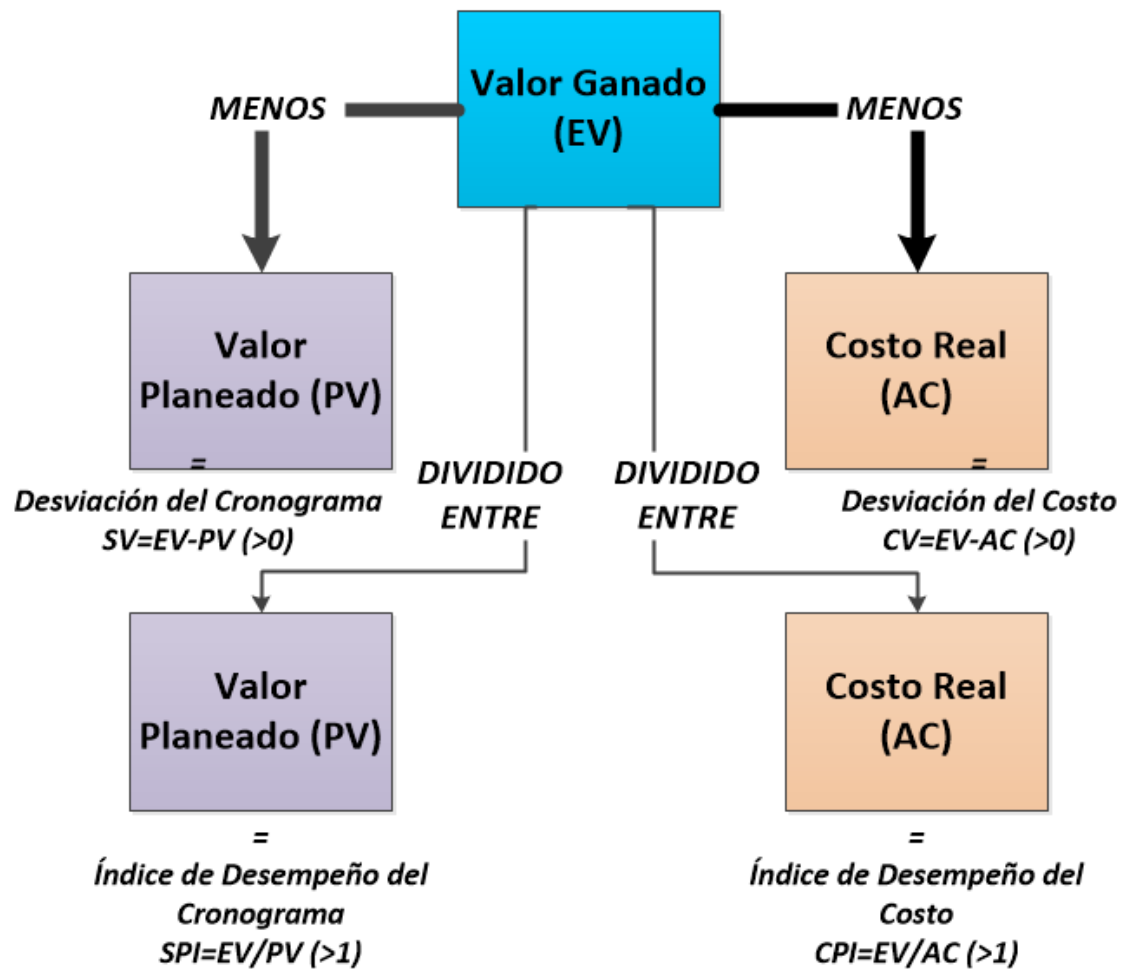 Valor Ganado
(EV)
MENOS
MENOS
Valor
Planeado (PV)
=
Desviación del Cronograma
SV=EV-PV (>0)
Costo Real
(AC)
=
Desviación del Costo
CV=EV-AC (>0)
DIVIDIDO
ENTRE
DIVIDIDO
ENTRE
Valor
Planeado (PV)
=
Índice de Desempeño del
Cronograma
SPI=EV/PV (>1)
Costo Real
(AC)
=
Índice de Desempeño del
Costo
CPI=EV/AC (>1)